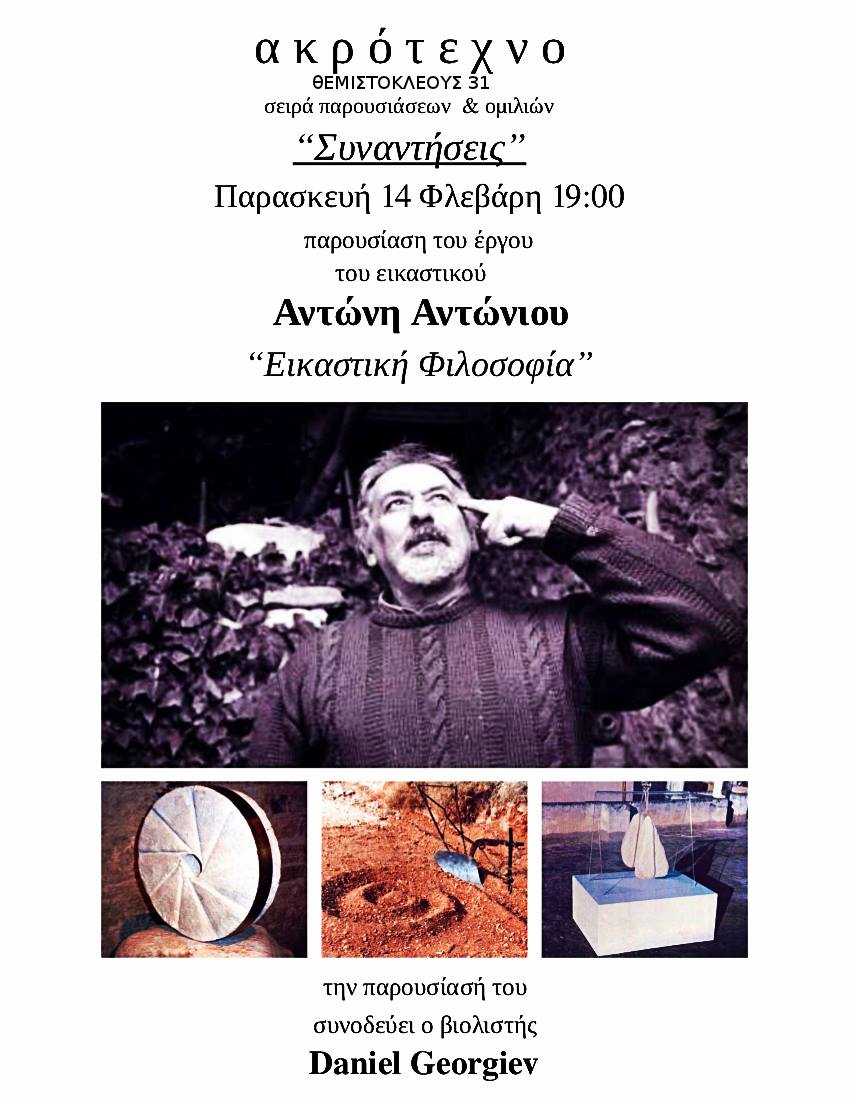 ακρότεχνο
ΘΕΜΙΣΤΟΚΛΕΟΥΣ 31
σειρά παρουσιάσεων & ομιλιών
“Συναντήσεις”
Παρασκευή 14 Φλεβάρη 19:00
παρουσίαση του έργου
του εικαστικού
Αντώνη Αντώνιου
“Εικαστική Φιλοσοφία”
την παρουσίασή του
συνοδεύει ο βιολιστής
Daniel Georgiev